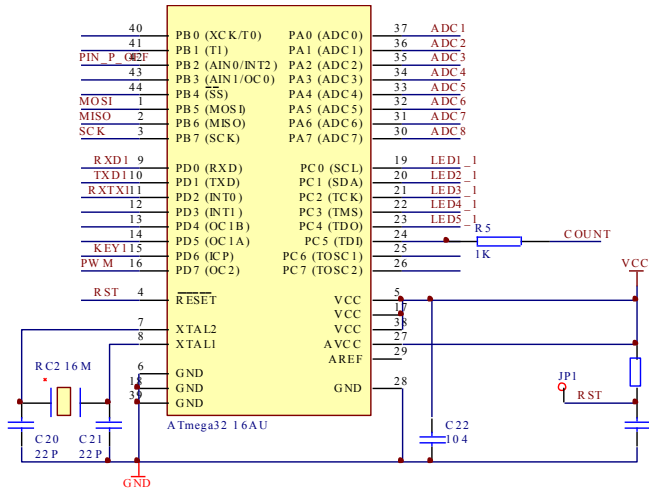 40 PB0 (XCK/T0) PA0 (ADC0) 37 ADC1
41 PB1 (T1) PA1 (ADC1) 36 ADC2
PIN_P_OFF 42 PB2 (AIN0/INT2) PA2 (ADC2) 35 ADC3
43 PB3 (AIN1/OC0) PA3 (ADC3) 34 ADC4
44 PB4 (SS) PA4 (ADC4) 33 ADC5
MOSI 1 PB5 (MOSI) PA5 (ADC5) 32 ADC6
MISO 2 PB6 (MISO) PA6 (ADC6) 31 ADC7
SCK 3 PB7 (SCK) PA7 (ADC7) 30 ADC8
RXD1 9 PD0 (RXD) PC0 (SCL) 19 LED1_1
TXD1 10 PD1 (TXD) PC1 (SDA) 20 LED2_1
RXTX1 11 PD2 (INT0) PC2 (TCK) 21 LED3_1
12 PD3 (INT1) PC3 (TMS) 22 LED4_1
13 PD4 (OC1B) PC4 (TDO) 23 LED5_1
14 PD5 (OC1A) PC5 (TDI) 24 R5 1K COUNT
KEY1 15 PD6 (ICP) PC6 (TOSC1) 25
PWM 16 PD7 (OC2) PC7 (TOSC2) 26
VCC
RST 4 RESET VCC 5
VCC 17
7 XTAL2 VCC 38
8 XTAL1 AVCC 27
AREF 29
RC2 16M
6 GND
18 GND GND 28
39 GND
JP1
RST
ATmega32 16AU
C20
22P
C21
22P
C22
104
GND